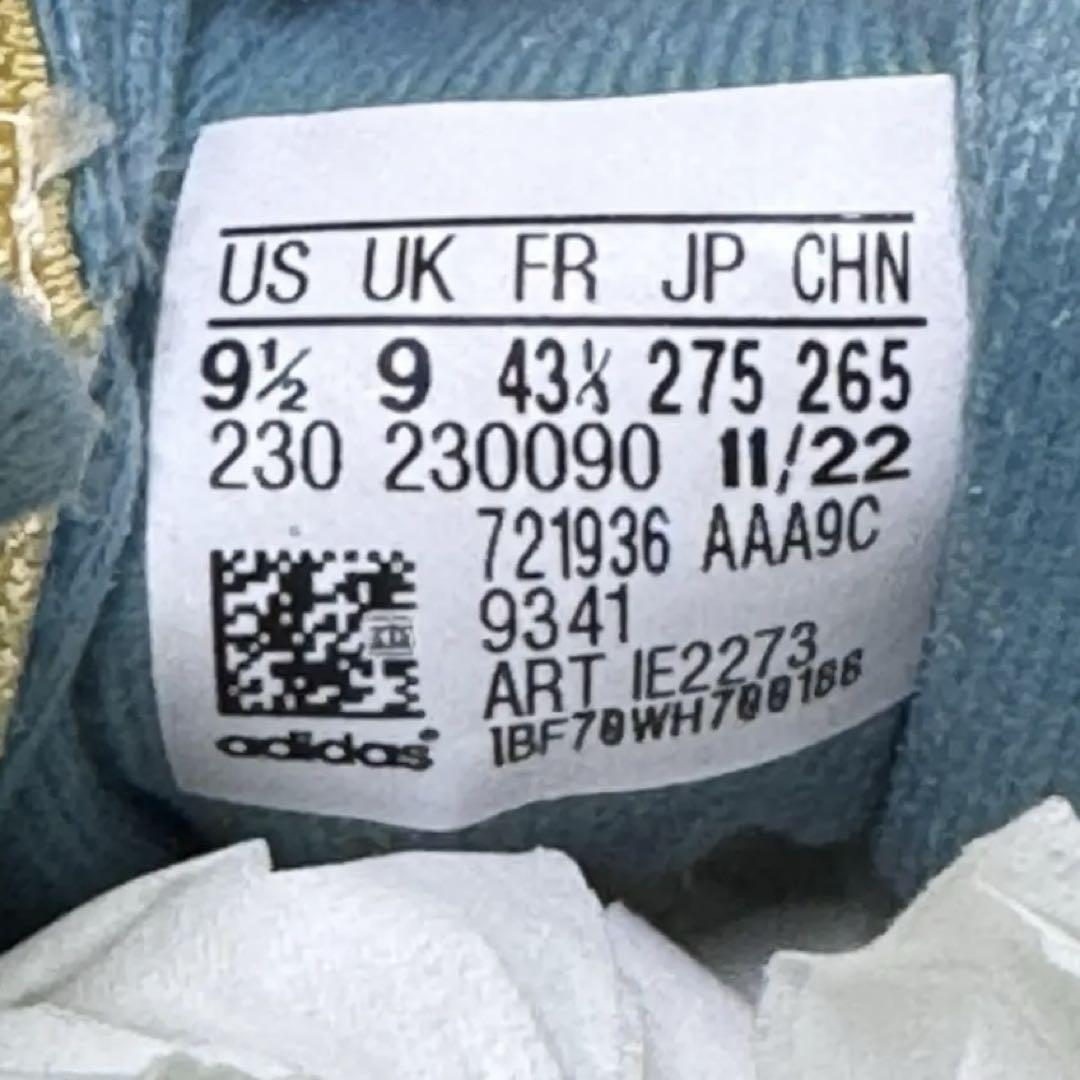 US UK FR JP CHN
9½ 9 43⅓ 275 265
230 230090 11/22
721936 AAA9C
9341
ART IE2273
adidas